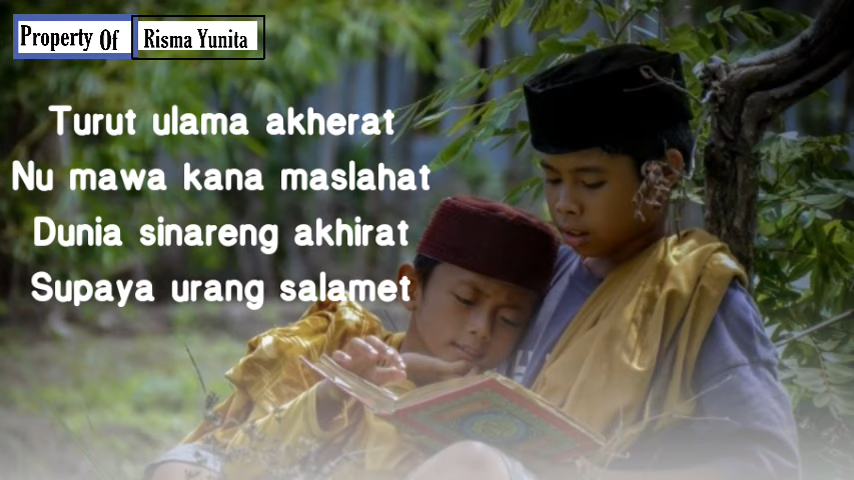 Property Of Risma Yunita
Turut ulama akherat
Nu mawa kana maslahat
Dunia sinareng akhirat
Supaya urang salamet